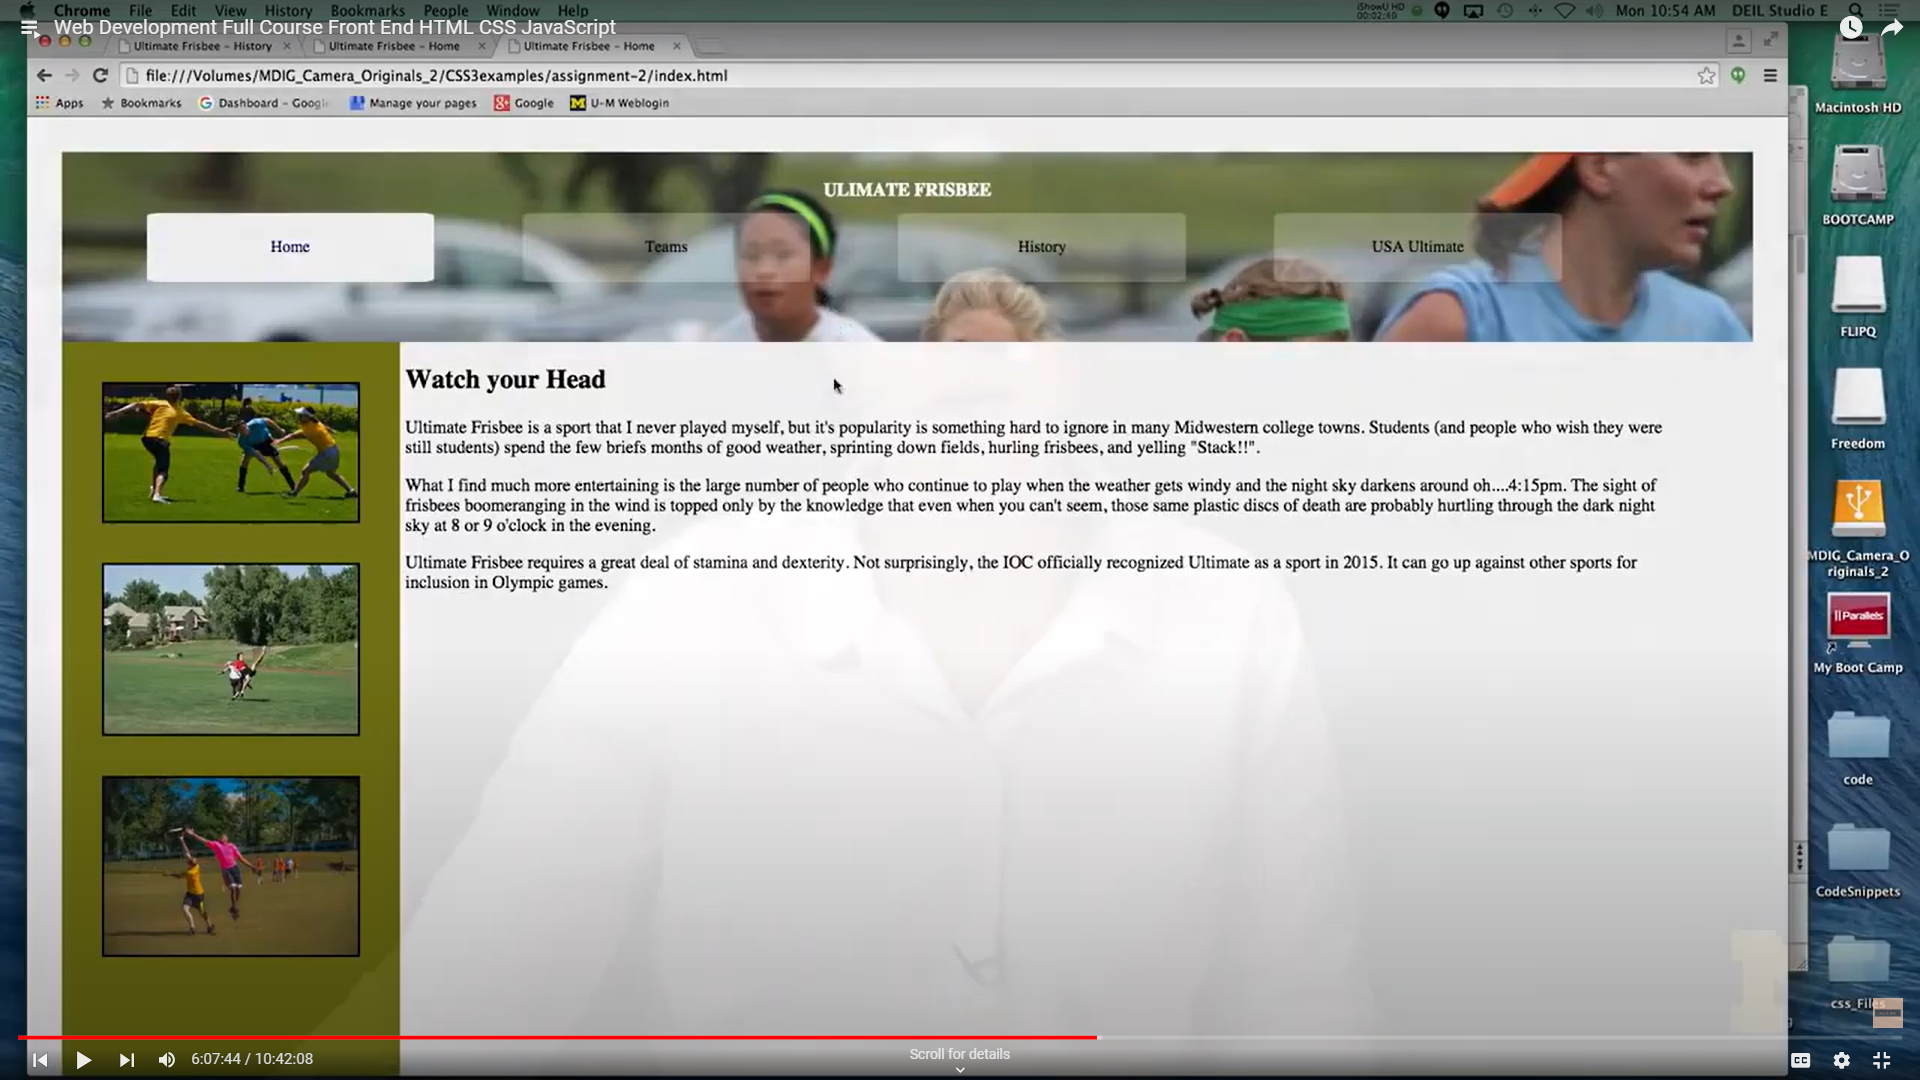 Chrome File Edit View History Bookmarks People Window Help
iShowU HD
00:02:49
Mon 10:54 AM DEIL Studio E
Web Development Full Course Front End HTML CSS JavaScript
Ultimate Frisbee - History
Ultimate Frisbee - Home
Ultimate Frisbee - Home
file:///Volumes/MDIG_Camera_Originals_2/CSS3examples/assignment-2/index.html
Apps Bookmarks Dashboard - Google Manage your pages Google U-M Weblogin
ULIMATE FRISBEE
Home Teams History USA Ultimate
Watch your Head
Ultimate Frisbee is a sport that I never played myself, but it's popularity is something hard to ignore in many Midwestern college towns. Students (and people who wish they were
still students) spend the few briefs months of good weather, sprinting down fields, hurling frisbees, and yelling "Stack!!".
What I find much more entertaining is the large number of people who continue to play when the weather gets windy and the night sky darkens around oh....4:15pm. The sight of
frisbees boomeranging in the wind is topped only by the knowledge that even when you can't seem, those same plastic discs of death are probably hurtling through the dark night
sky at 8 or 9 o'clock in the evening.
Ultimate Frisbee requires a great deal of stamina and dexterity. Not surprisingly, the IOC officially recognized Ultimate as a sport in 2015. It can go up against other sports for
inclusion in Olympic games.
Macintosh HD
BOOTCAMP
FLIPQ
Freedom
MDIG_Camera_O
riginals_2
Parallels
My Boot Camp
code
CodeSnippets
css_Files
6:07:44 / 10:42:08
Scroll for details
CC